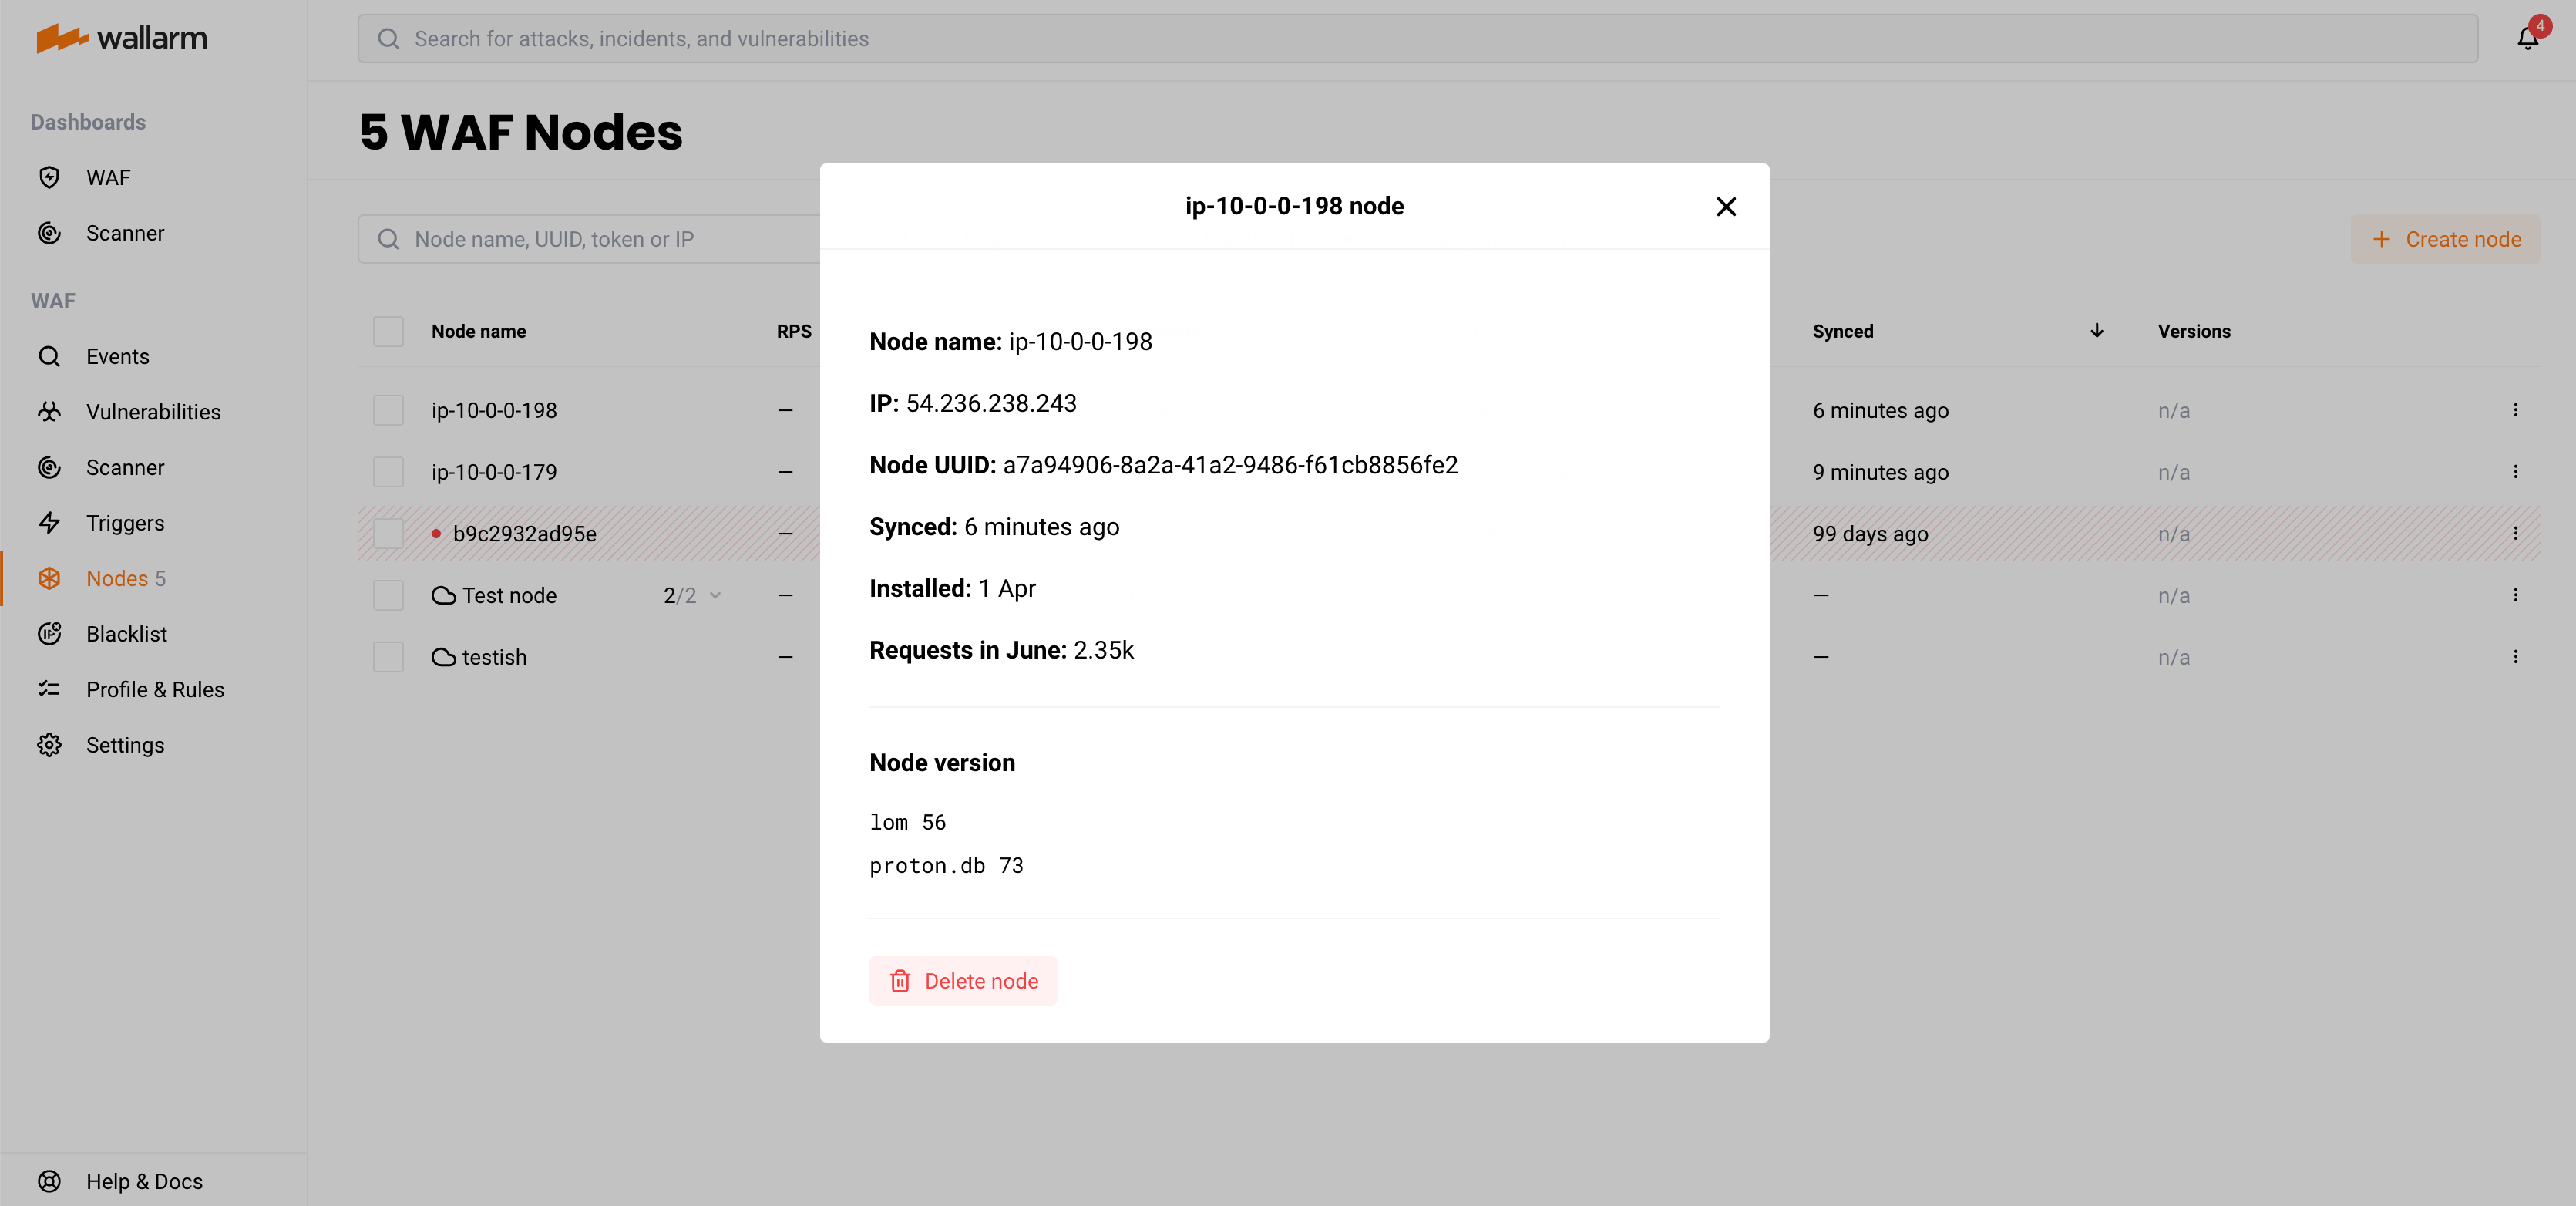 wallarm
Search for attacks, incidents, and vulnerabilities
4
Dashboards
WAF
Scanner
WAF
Events
Vulnerabilities
Scanner
Triggers
Nodes 5
Blacklist
Profile & Rules
Settings
Help & Docs
5 WAF Nodes
Node name, UUID, token or IP
+ Create node
Node name RPS Synced ↓ Versions
ip-10-0-0-198 — 6 minutes ago n/a
ip-10-0-0-179 — 9 minutes ago n/a
b9c2932ad95e — 99 days ago n/a
Test node 2/2 — — n/a
testish — — n/a
ip-10-0-0-198 node
Node name: ip-10-0-0-198
IP: 54.236.238.243
Node UUID: a7a94906-8a2a-41a2-9486-f61cb8856fe2
Synced: 6 minutes ago
Installed: 1 Apr
Requests in June: 2.35k
Node version
lom 56
proton.db 73
Delete node